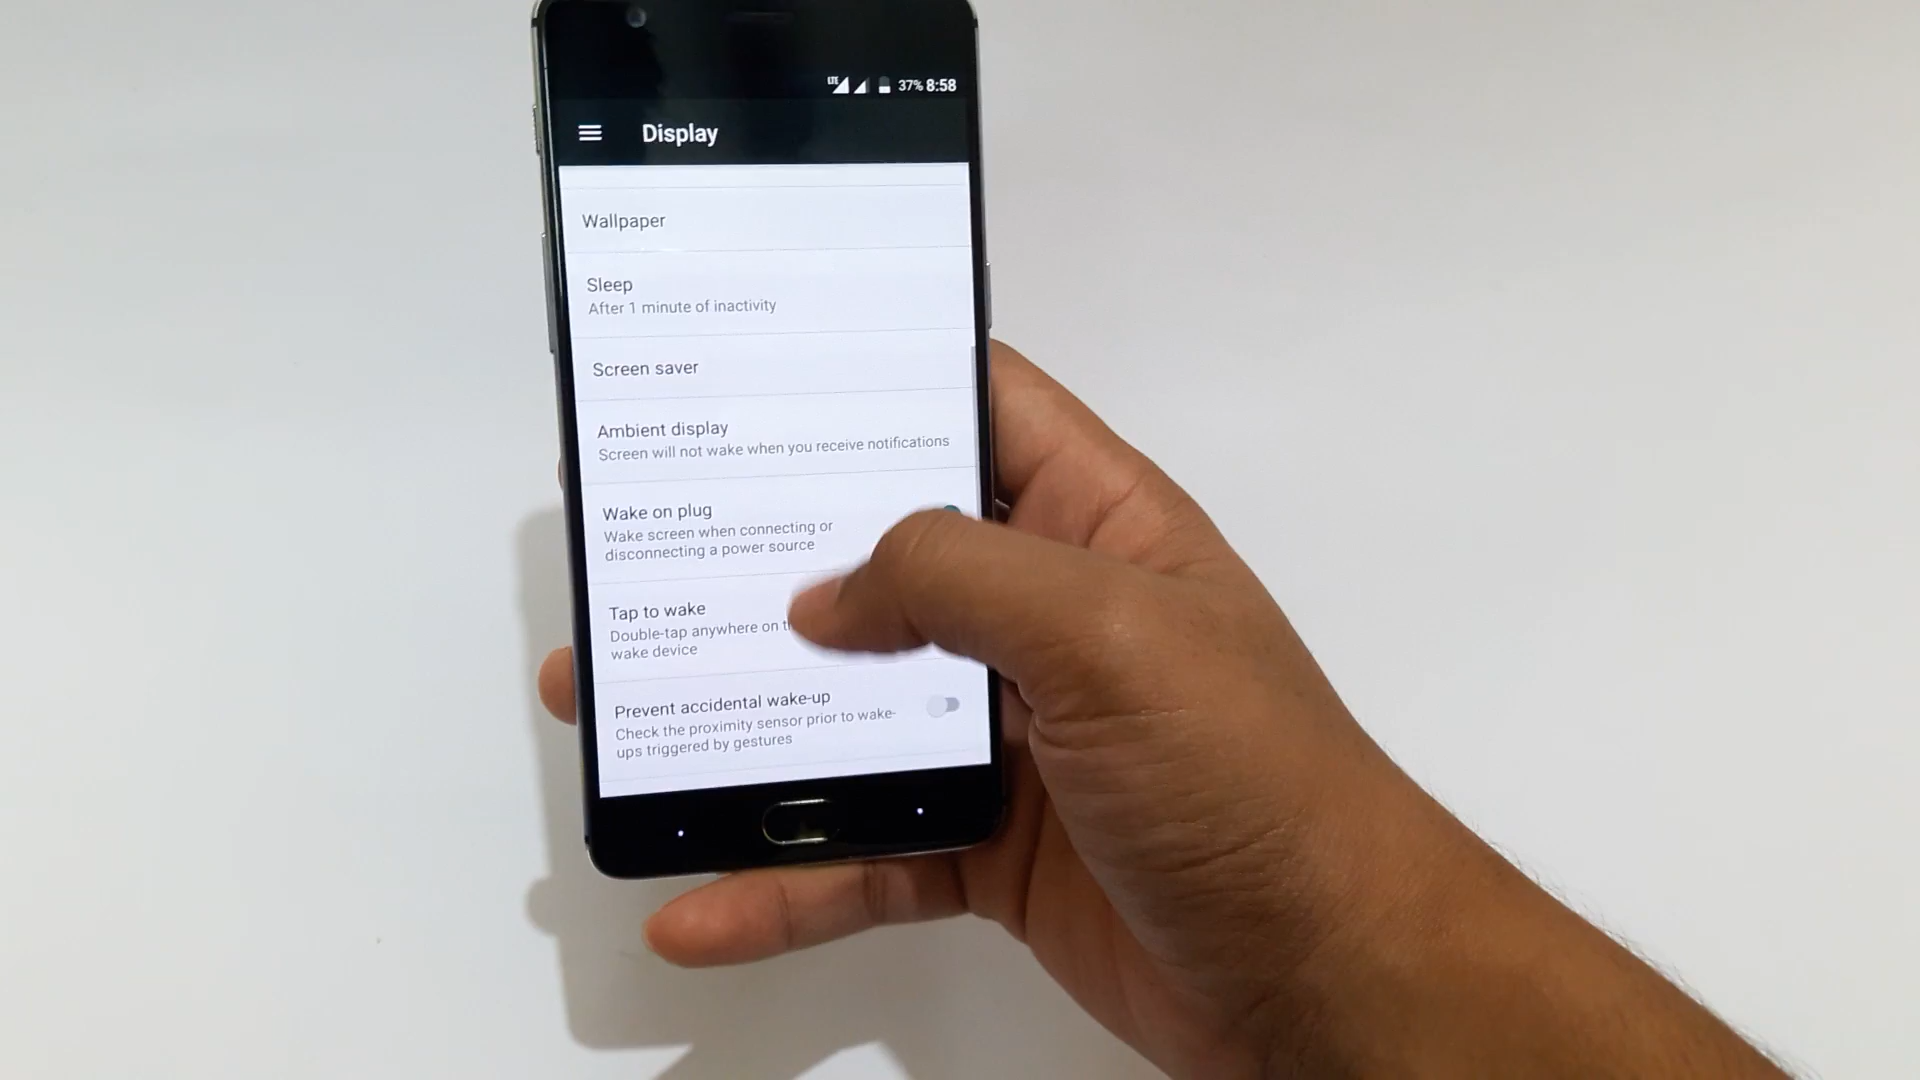 LTE 37% 8:58
Display
Wallpaper
Sleep
After 1 minute of inactivity
Screen saver
Ambient display
Screen will not wake when you receive notifications
Wake on plug
Wake screen when connecting or
disconnecting a power source
Tap to wake
Double-tap anywhere on
wake device
Prevent accidental wake-up
Check the proximity sensor prior to wake-
ups triggered by gestures